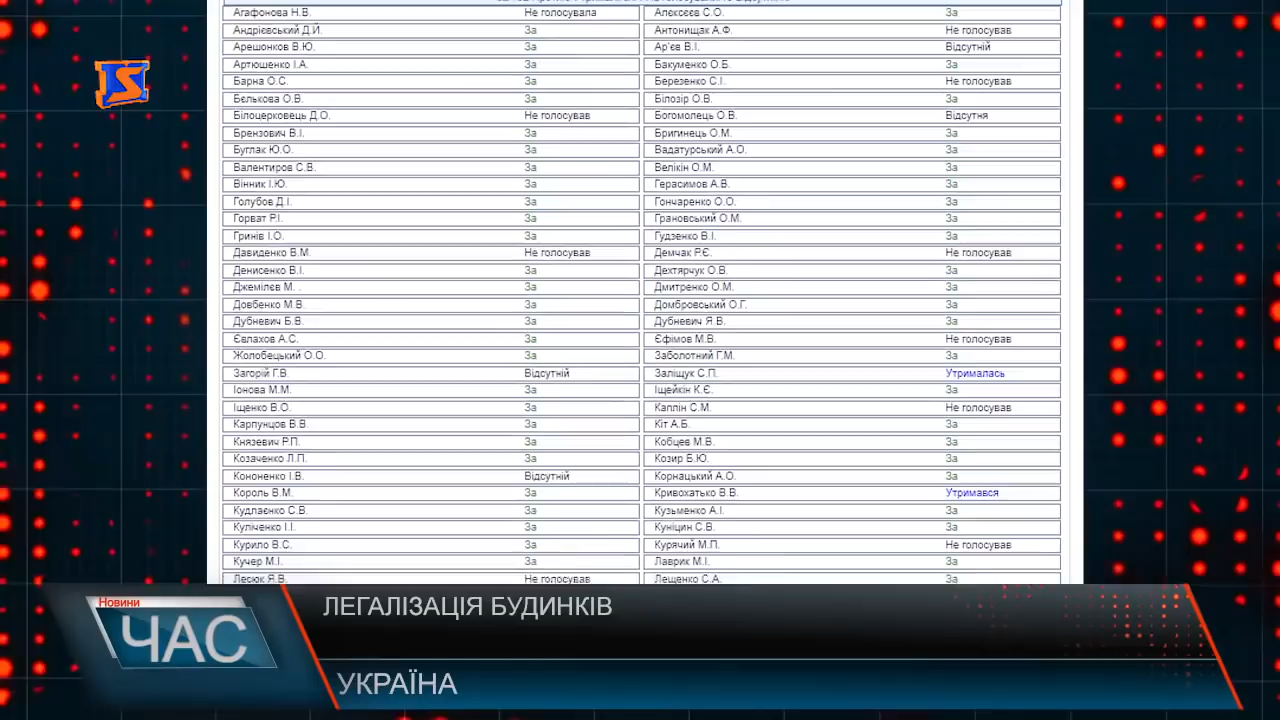 Агафонова Н.В. Не голосувала Алєксєєв С.О. За
Андрієвський Д.Й. За Антонищак А.Ф. Не голосував
Арешонков В.Ю. За Ар'єв В.І. Відсутній
Артюшенко І.А. За Бакуменко О.Б. За
Барна О.С. За Березенко С.І. Не голосував
Бєлькова О.В. За Білозір О.В. За
Білоцерковець Д.О. Не голосував Богомолець О.В. Відсутня
Брензович В.І. За Бригинець О.М. За
Буглак Ю.О. За Вадатурський А.О. За
Валентиров С.В. За Велікін О.М. За
Вінник І.Ю. За Герасимов А.В. За
Голубов Д.І. За Гончаренко О.О. За
Горват Р.І. За Грановський О.М. За
Гринів І.О. За Гудзенко В.І. За
Давиденко В.М. Не голосував Демчак Р.Є. Не голосував
Денисенко В.І. За Дехтярчук О.В. За
Джемілєв М. . За Дмитренко О.М. За
Довбенко М.В. За Домбровський О.Г. За
Дубневич Б.В. За Дубневич Я.В. За
Євлахов А.С. За Єфімов М.В. Не голосував
Жолобецький О.О. За Заболотний Г.М. За
Загорій Г.В. Відсутній Заліщук С.П. Утрималась
Іонова М.М. За Іщейкін К.Є. За
Іщенко В.О. За Каплін С.М. Не голосував
Карпунцов В.В. За Кіт А.Б. За
Князевич Р.П. За Кобцев М.В. За
Козаченко Л.П. За Козир Б.Ю. За
Кононенко І.В. Відсутній Корнацький А.О. За
Король В.М. За Кривохатько В.В. Утримався
Кудлаєнко С.В. За Кузьменко А.І. За
Куліченко І.І. За Куніцин С.В. За
Курило В.С. За Курячий М.П. Не голосував
Кучер М.І. За Лаврик М.І. За
Лесюк Я.В. Не голосував Лещенко С.А. За
Новини
ЧАС
ЛЕГАЛІЗАЦІЯ БУДИНКІВ
УКРАЇНА